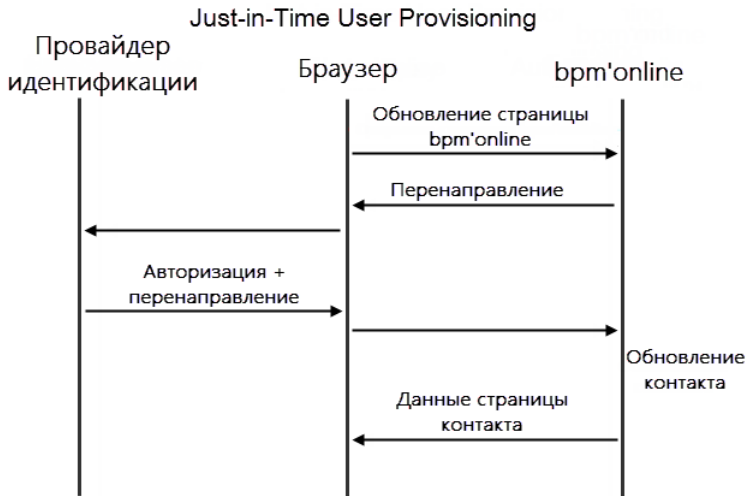 Just-in-Time User Provisioning
Провайдер
идентификации
Браузер
bpm'online
Обновление страницы
bpm'online
Перенаправление
Авторизация +
перенаправление
Обновление
контакта
Данные страницы
контакта